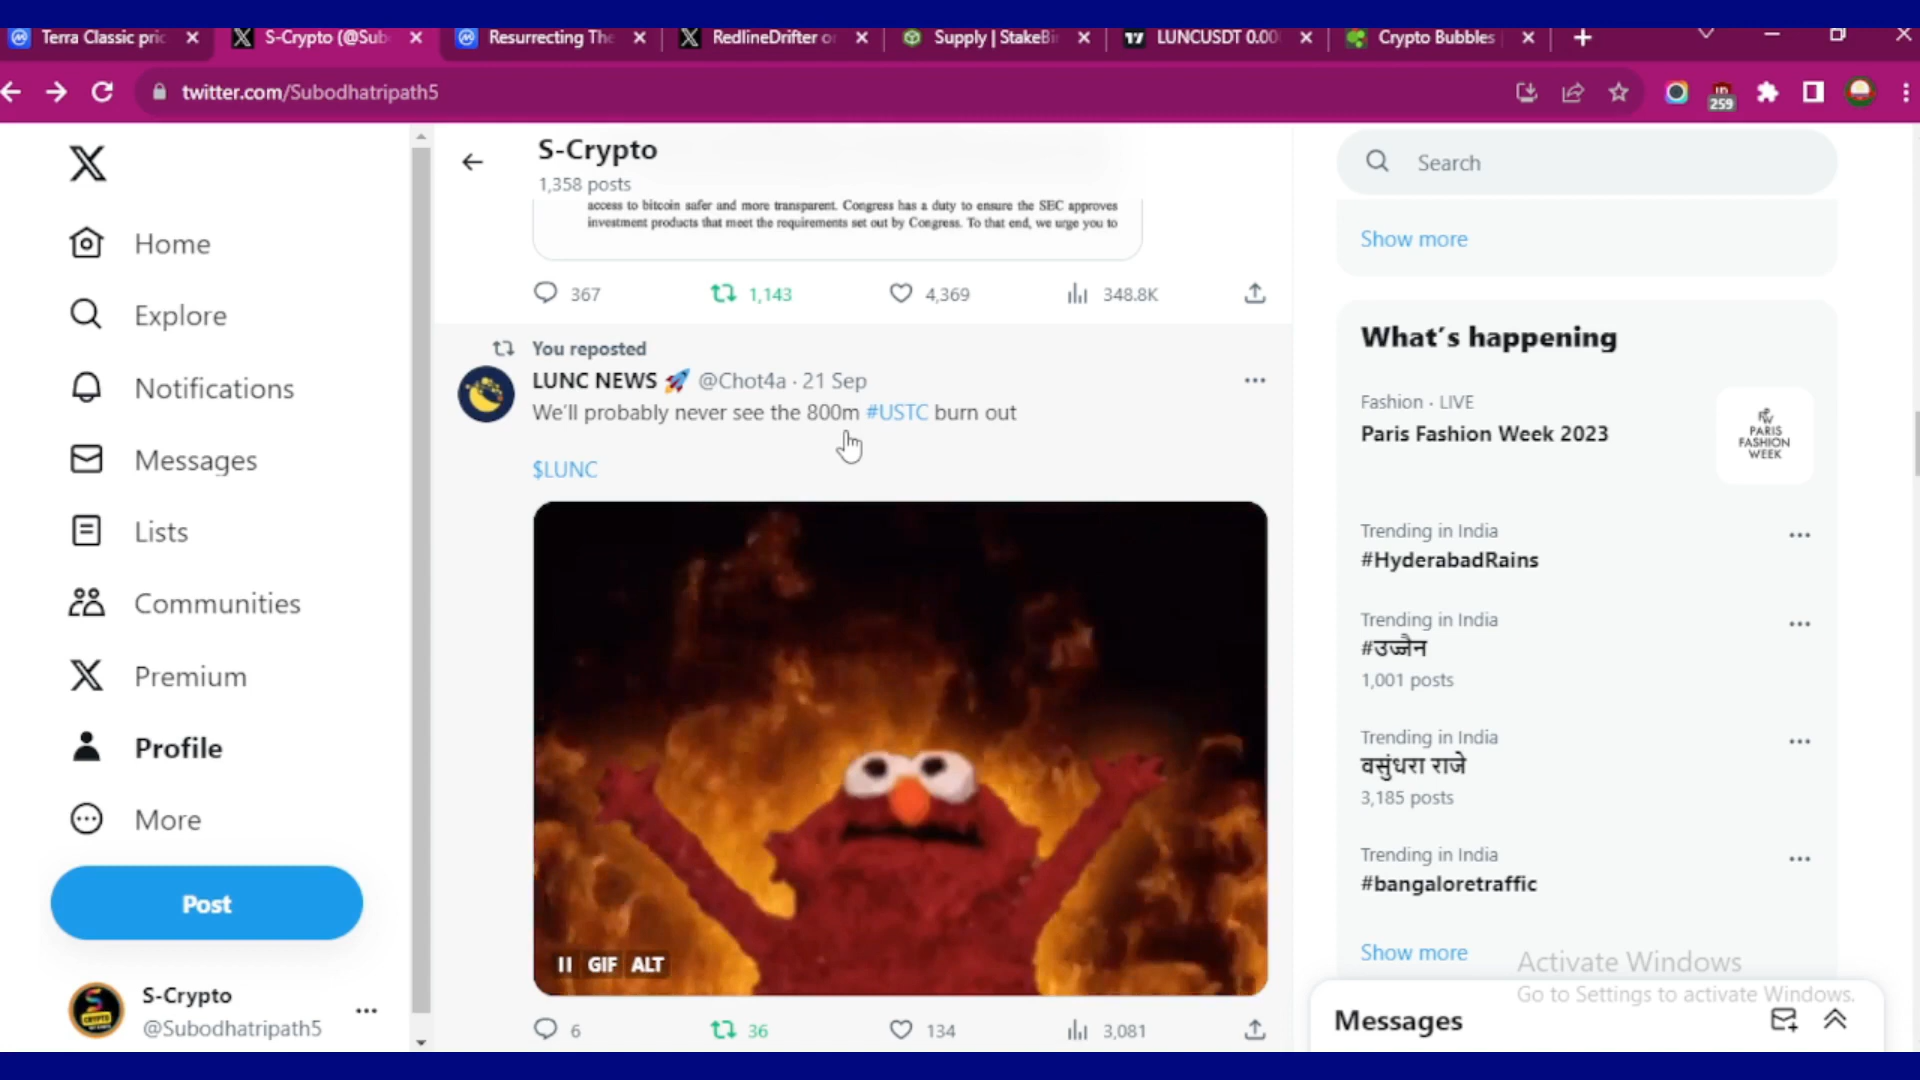 Terra Classic pric
S-Crypto (@Sub
Resurrecting The
RedlineDrifter o
Supply | StakeBi
LUNCUSDT 0.00
Crypto Bubbles
twitter.com/Subodhatripath5
259
Home
Explore
Notifications
Messages
Lists
Communities
Premium
Profile
More
Post
S-Crypto
@Subodhatripath5
S-Crypto
1,358 posts
access to bitcoin safer and more transparent. Congress has a duty to ensure the SEC approves
investment products that meet the requirements set out by Congress. To that end, we urge you to
367 1,143 4,369 348.8K
You reposted
LUNC NEWS 🚀 @Chot4a · 21 Sep
We'll probably never see the 800m #USTC burn out
$LUNC
GIF ALT
6 36 134 3,081
Search
Show more
What's happening
Fashion · LIVE
Paris Fashion Week 2023
PARIS
FASHION
WEEK
Trending in India
#HyderabadRains
Trending in India
#उज्जैन
1,001 posts
Trending in India
वसुंधरा राजे
3,185 posts
Trending in India
#bangaloretraffic
Show more
Activate Windows
Go to Settings to activate Windows.
Messages